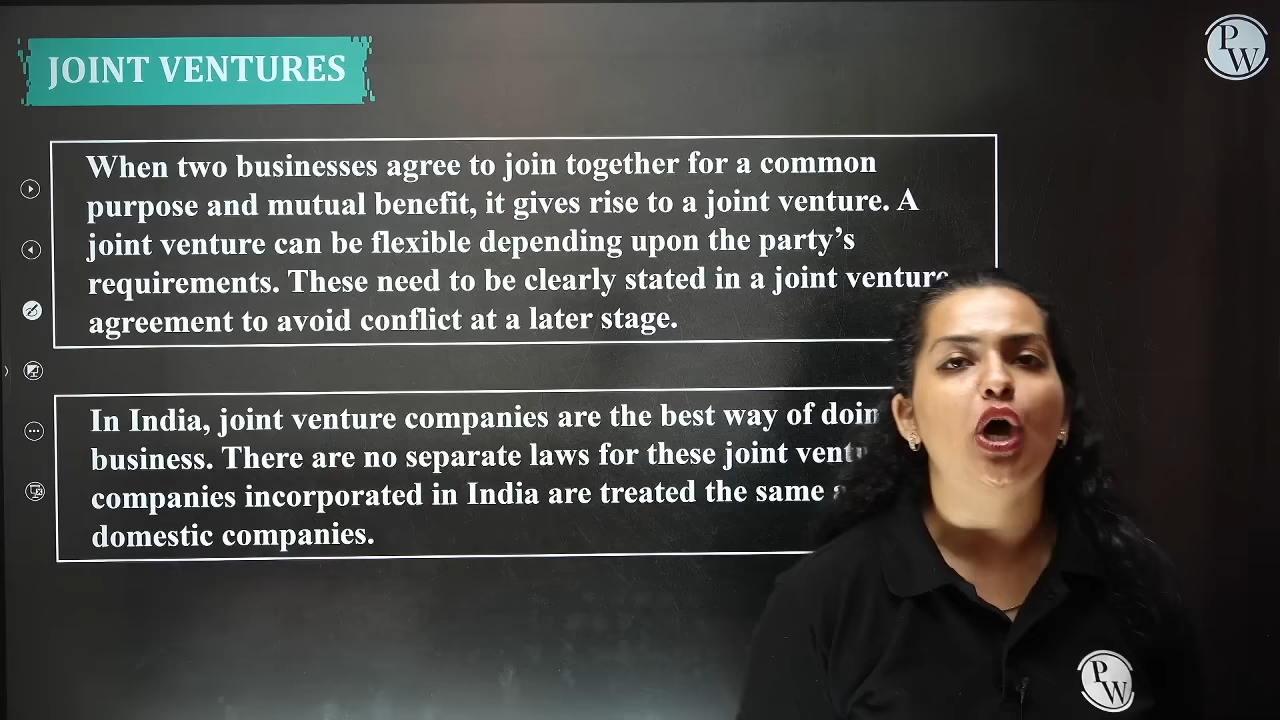 JOINT VENTURES
PW
When two businesses agree to join together for a common
purpose and mutual benefit, it gives rise to a joint venture. A
joint venture can be flexible depending upon the party’s
requirements. These need to be clearly stated in a joint venture
agreement to avoid conflict at a later stage.
In India, joint venture companies are the best way of
business. There are no separate laws for these joint
companies incorporated in India are treated the same
domestic companies.
PW